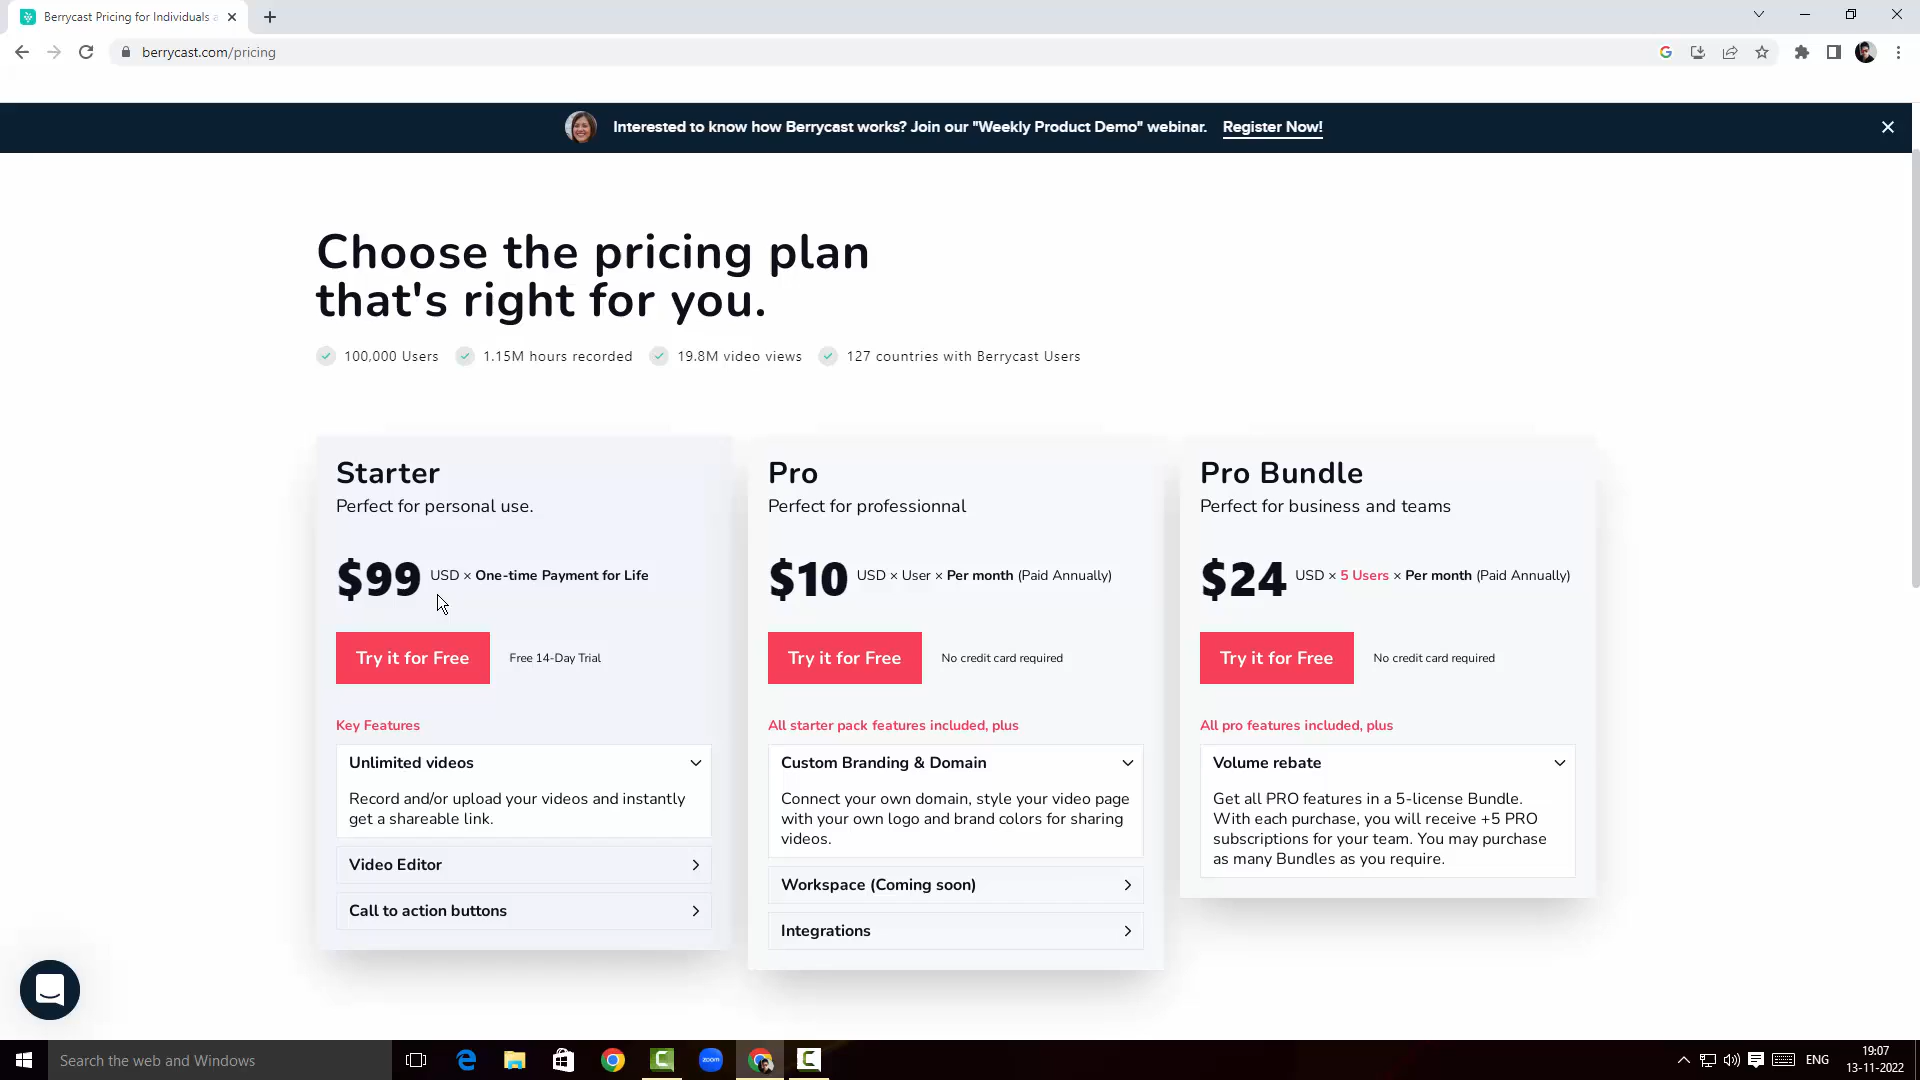 Berrycast Pricing for Individuals a
berrycast.com/pricing
Interested to know how Berrycast works? Join our "Weekly Product Demo" webinar. Register Now!
Choose the pricing plan
that's right for you.
100,000 Users 1.15M hours recorded 19.8M video views 127 countries with Berrycast Users
Starter
Perfect for personal use.
$99 USD × One-time Payment for Life
Try it for Free Free 14-Day Trial
Key Features
Unlimited videos
Record and/or upload your videos and instantly
get a shareable link.
Video Editor
Call to action buttons
Pro
Perfect for professionnal
$10 USD × User × Per month (Paid Annually)
Try it for Free No credit card required
All starter pack features included, plus
Custom Branding & Domain
Connect your own domain, style your video page
with your own logo and brand colors for sharing
videos.
Workspace (Coming soon)
Integrations
Pro Bundle
Perfect for business and teams
$24 USD × 5 Users × Per month (Paid Annually)
Try it for Free No credit card required
All pro features included, plus
Volume rebate
Get all PRO features in a 5-license Bundle.
With each purchase, you will receive +5 PRO
subscriptions for your team. You may purchase
as many Bundles as you require.
Search the web and Windows
zoom
ENG
19:07
13-11-2022